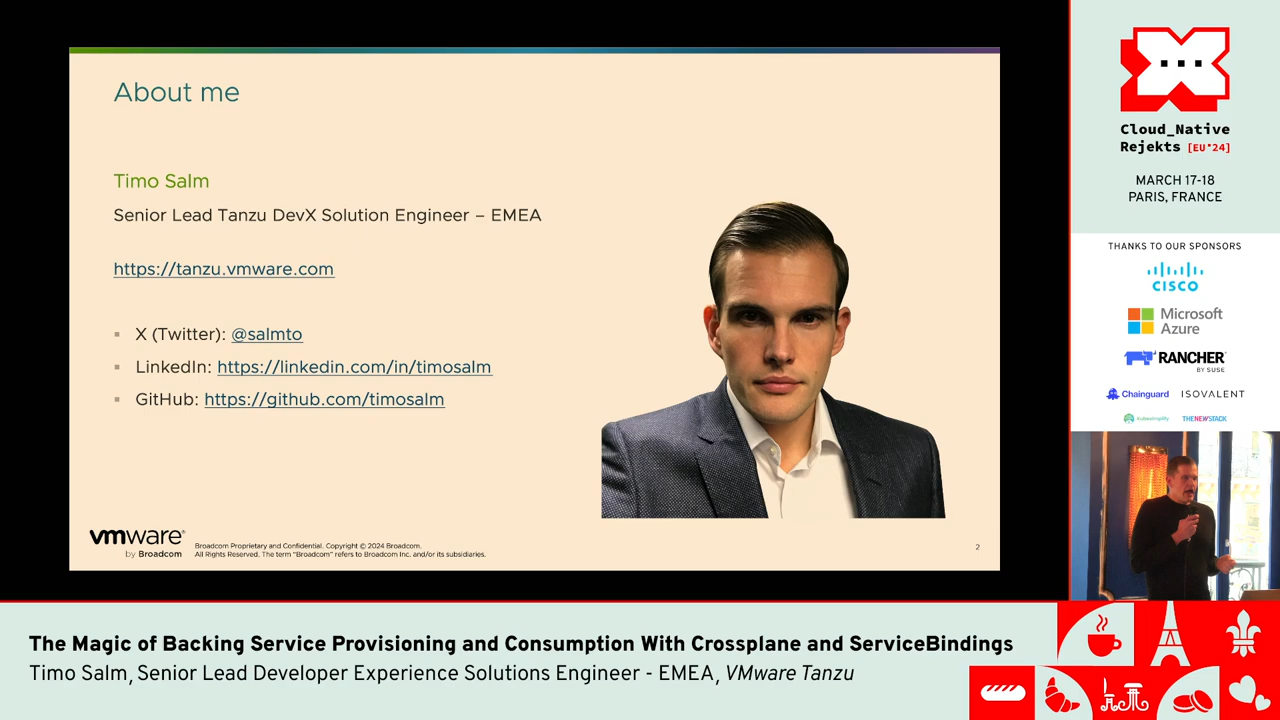 About me
Timo Salm
Senior Lead Tanzu DevX Solution Engineer – EMEA
https://tanzu.vmware.com
▪ X (Twitter): @salmto
▪ LinkedIn: https://linkedin.com/in/timosalm
▪ GitHub: https://github.com/timosalm
vmware®
by Broadcom
Broadcom Proprietary and Confidential. Copyright © 2024 Broadcom.
All Rights Reserved. The term “Broadcom” refers to Broadcom Inc. and/or its subsidiaries.
2
Cloud_Native
Rejekts [EU*24]
MARCH 17-18
PARIS, FRANCE
THANKS TO OUR SPONSORS
CISCO
Microsoft
Azure
RANCHER
BY SUSE
Chainguard
ISOVALENT
kubesimplify
THENEWSTACK
The Magic of Backing Service Provisioning and Consumption With Crossplane and ServiceBindings
Timo Salm, Senior Lead Developer Experience Solutions Engineer - EMEA, VMware Tanzu